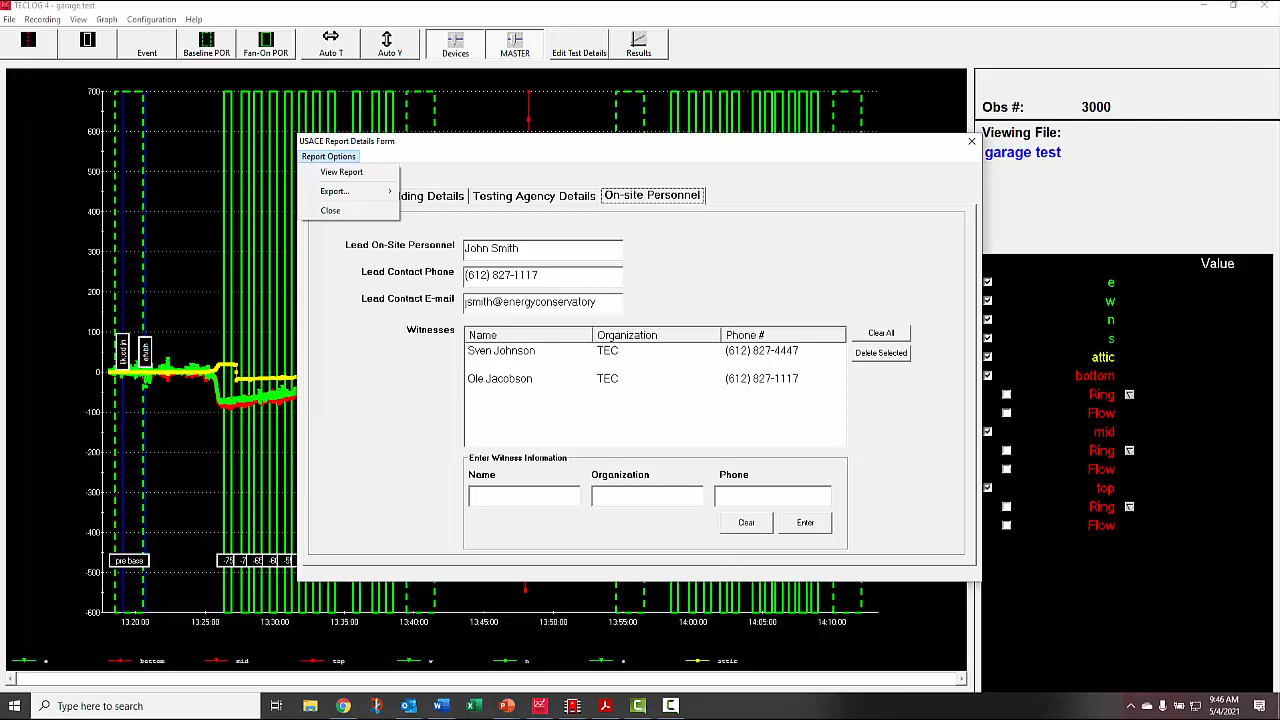 TECLOG 4 - garage test
File Recording View Graph Configuration Help
Event Baseline POR Fan-On POR Auto T Auto Y Devices MASTER Edit Test Details Results
Obs #: 3000
Viewing File:
garage test
USACE Report Details Form
Report Options
View Report
Export...
Close
ding Details Testing Agency Details On-site Personnel
Lead On-Site Personnel John Smith
Lead Contact Phone (612) 827-1117
Lead Contact E-mail jsmith@energyconservatory
Witnesses
Name Organization Phone #
Sven Johnson TEC (612) 827-4447
Ole Jacobson TEC (612) 827-1117
Clear All
Delete Selected
Enter Witness Information
Name Organization Phone
Clear Enter
Value
e
w
n
s
attic
bottom
Ring
Flow
mid
Ring
Flow
top
Ring
Flow
700
600
500
400
300
200
100
0
-100
-200
-300
-400
-500
-600
pre base
13:20:00 13:25:00 13:30:00 13:35:00 13:40:00 13:45:00 13:50:00 13:55:00 14:00:00 14:05:00 14:10:00
e bottom mid top w n s attic
Type here to search
9:46 AM
5/4/2021